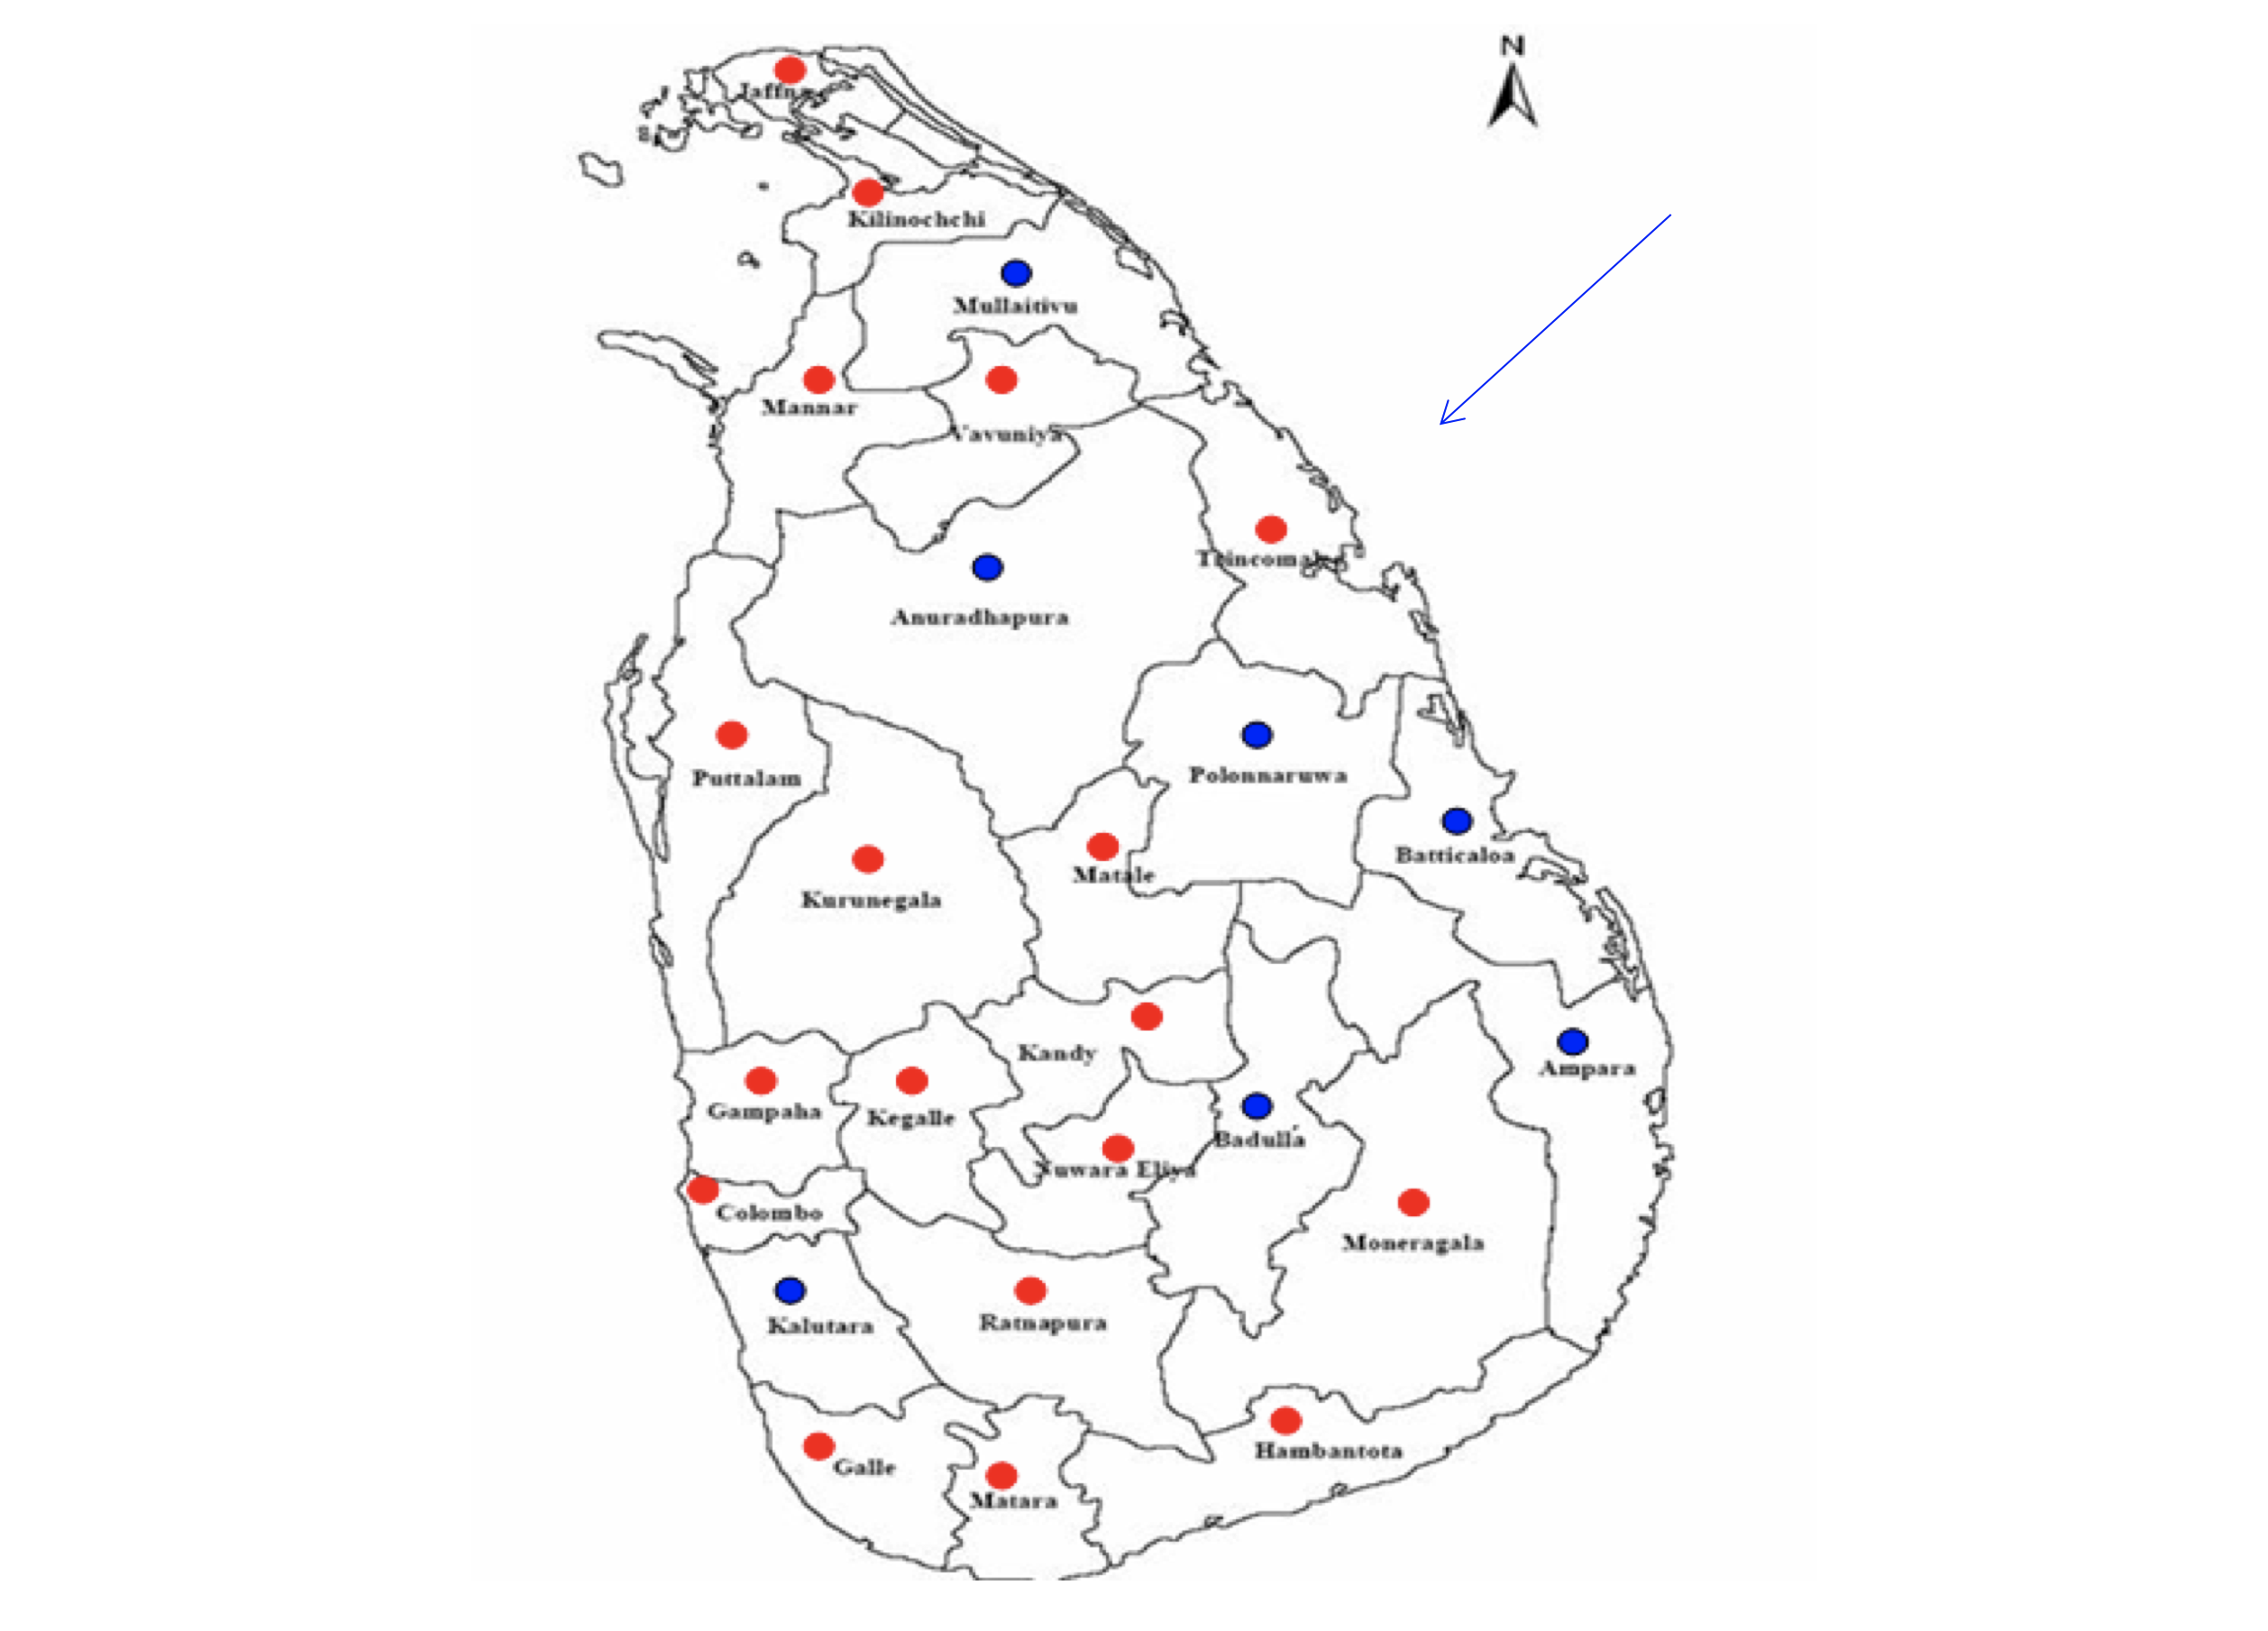 N
Jaffna
Kilinochchi
Mullaitivu
Mannar
Vavuniya
Trincomal
Anuradhapura
Puttalam
Polonnaruwa
Batticaloa
Matale
Kurunegala
Kandy
Ampara
Gampaha
Kegalle
Badulla
Nuwara Eliya
Colombo
Moneragala
Kalutara
Ratnapura
Hambantota
Galle
Matara